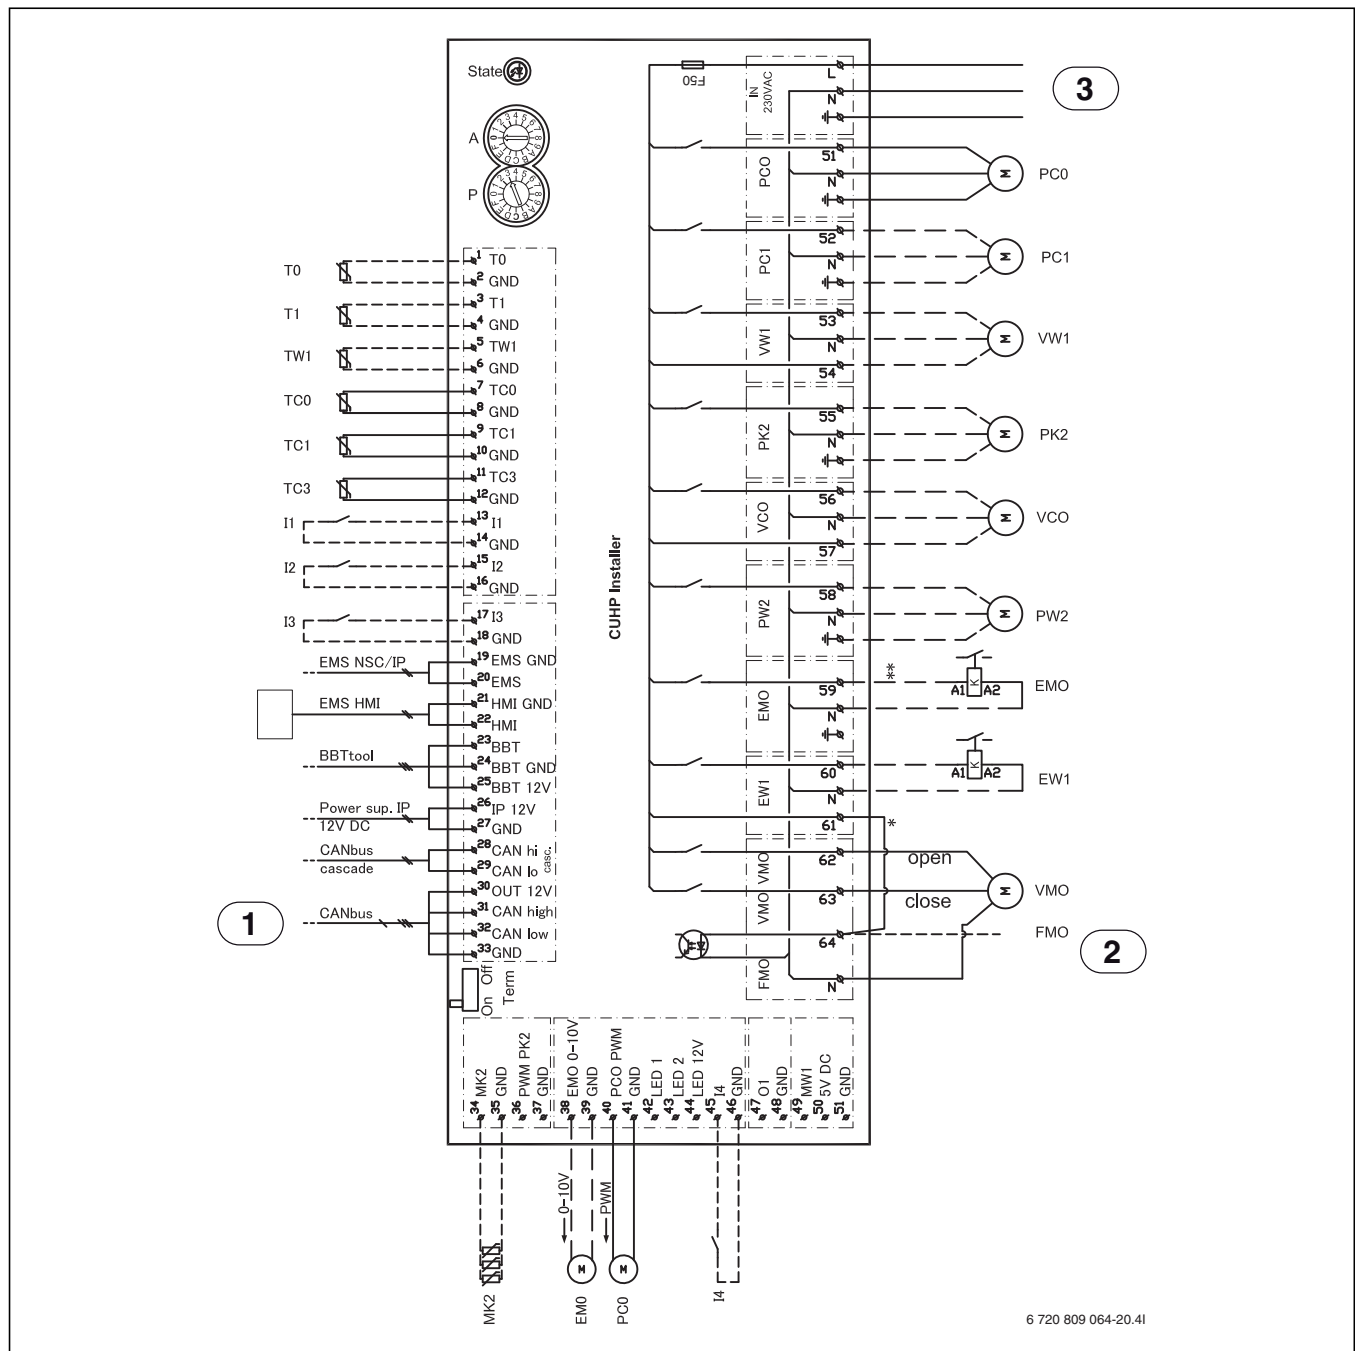 State
A
P
F50
IN
230VAC
L
N
3
PCO
51
N
M
PC0
PC1
52
N
M
PC1
VW1
53
N
54
M
VW1
PK2
55
N
M
PK2
VCO
56
N
57
M
VCO
PW2
58
N
M
PW2
EMO
59
N
**
A1
K
A2
EMO
EW1
60
N
61
A1
K
A2
EW1
*
VMO VMO
62
open
63
close
M
VMO
FMO
64
N
FMO
2
CUHP Installer
T0
1 T0
2 GND
T1
3 T1
4 GND
TW1
5 TW1
6 GND
TC0
7 TC0
8 GND
TC1
9 TC1
10 GND
TC3
11 TC3
12 GND
I1
13 I1
14 GND
I2
15 I2
16 GND
I3
17 I3
18 GND
EMS NSC/IP
19 EMS GND
20 EMS
EMS HMI
21 HMI GND
22 HMI
BBTtool
23 BBT
24 BBT GND
25 BBT 12V
Power sup. IP
12V DC
26 IP 12V
27 GND
CANbus
cascade
28 CAN hi
29 CAN lo
casc.
1
CANbus
30 OUT 12V
31 CAN high
32 CAN low
33 GND
On Off
Term
34 MK2
35 GND
36 PWM PK2
37 GND
38 EMO 0-10V
39 GND
40 PCO PWM
41 GND
42 LED 1
43 LED 2
44 LED 12V
45 I4
46 GND
47 O1
48 GND
49 MW1
50 5V DC
51 GND
0-10V
PWM
M
M
MK2
EM0
PC0
I4
6 720 809 064-20.4I